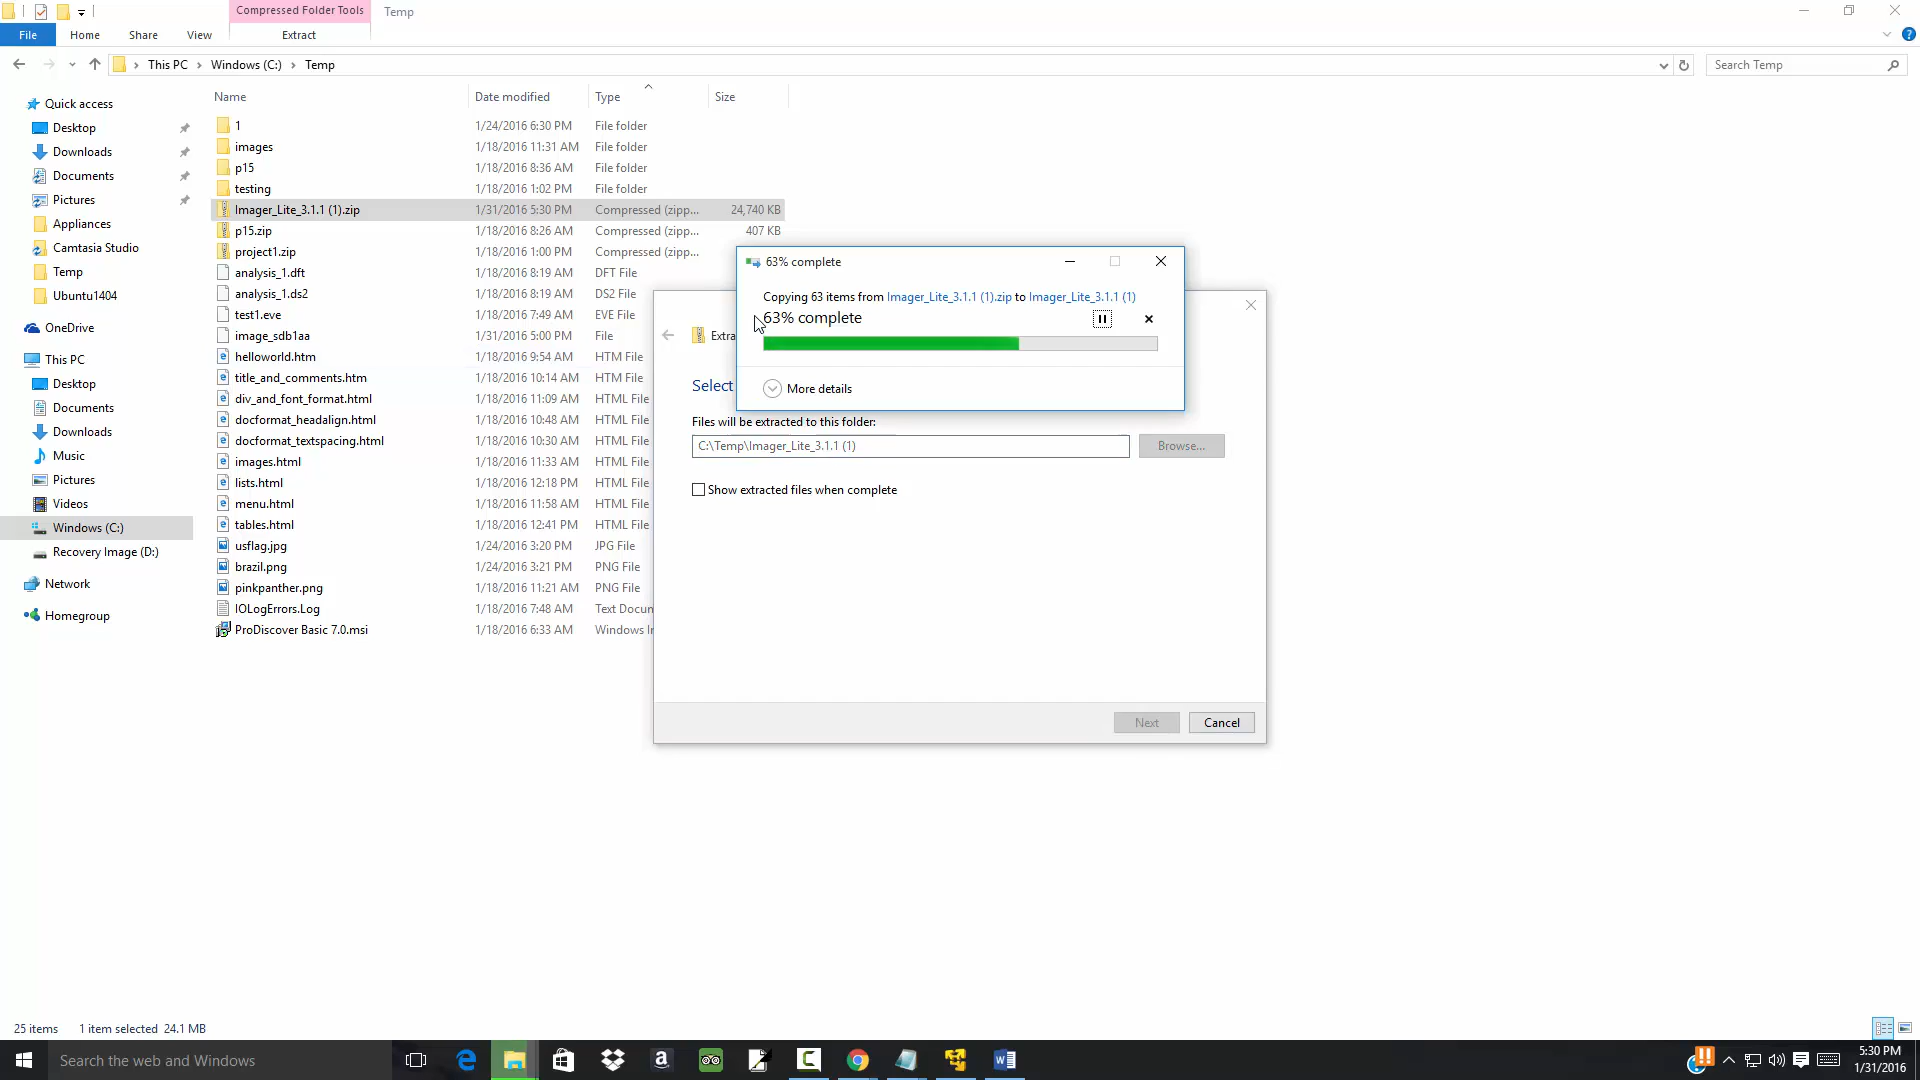 Compressed Folder Tools
Temp
File
Home
Share
View
Extract
This PC
Windows (C:)
Temp
Search Temp
Name
Date modified
Type
Size
Quick access
Desktop
Downloads
Documents
Pictures
Appliances
Camtasia Studio
Temp
Ubuntu1404
OneDrive
This PC
Desktop
Documents
Downloads
Music
Pictures
Videos
Windows (C:)
Recovery Image (D:)
Network
Homegroup
1 1/24/2016 6:30 PM File folder
images 1/18/2016 11:31 AM File folder
p15 1/18/2016 8:36 AM File folder
testing 1/18/2016 1:02 PM File folder
Imager_Lite_3.1.1 (1).zip 1/31/2016 5:30 PM Compressed (zipp... 24,740 KB
p15.zip 1/18/2016 8:26 AM Compressed (zipp... 407 KB
project1.zip 1/18/2016 1:00 PM Compressed (zipp...
analysis_1.dft 1/18/2016 8:19 AM DFT File
analysis_1.ds2 1/18/2016 8:19 AM DS2 File
test1.eve 1/18/2016 7:49 AM EVE File
image_sdb1aa 1/31/2016 5:00 PM File
helloworld.htm 1/18/2016 9:54 AM HTM File
title_and_comments.htm 1/18/2016 10:14 AM HTM File
div_and_font_format.html 1/18/2016 11:09 AM HTML File
docformat_headalign.html 1/18/2016 10:48 AM HTML File
docformat_textspacing.html 1/18/2016 10:30 AM HTML File
images.html 1/18/2016 11:33 AM HTML File
lists.html 1/18/2016 12:18 PM HTML File
menu.html 1/18/2016 11:58 AM HTML File
tables.html 1/18/2016 12:41 PM HTML File
usflag.jpg 1/24/2016 3:20 PM JPG File
brazil.png 1/24/2016 3:21 PM PNG File
pinkpanther.png 1/18/2016 11:21 AM PNG File
IOLogErrors.Log 1/18/2016 7:48 AM Text Docun
ProDiscover Basic 7.0.msi 1/18/2016 6:33 AM Windows In
63% complete
Copying 63 items from Imager_Lite_3.1.1 (1).zip to Imager_Lite_3.1.1 (1)
63% complete
More details
Extra
Select
Files will be extracted to this folder:
C:\Temp\Imager_Lite_3.1.1 (1)
Browse...
Show extracted files when complete
Next
Cancel
25 items
1 item selected 24.1 MB
Search the web and Windows
5:30 PM
1/31/2016